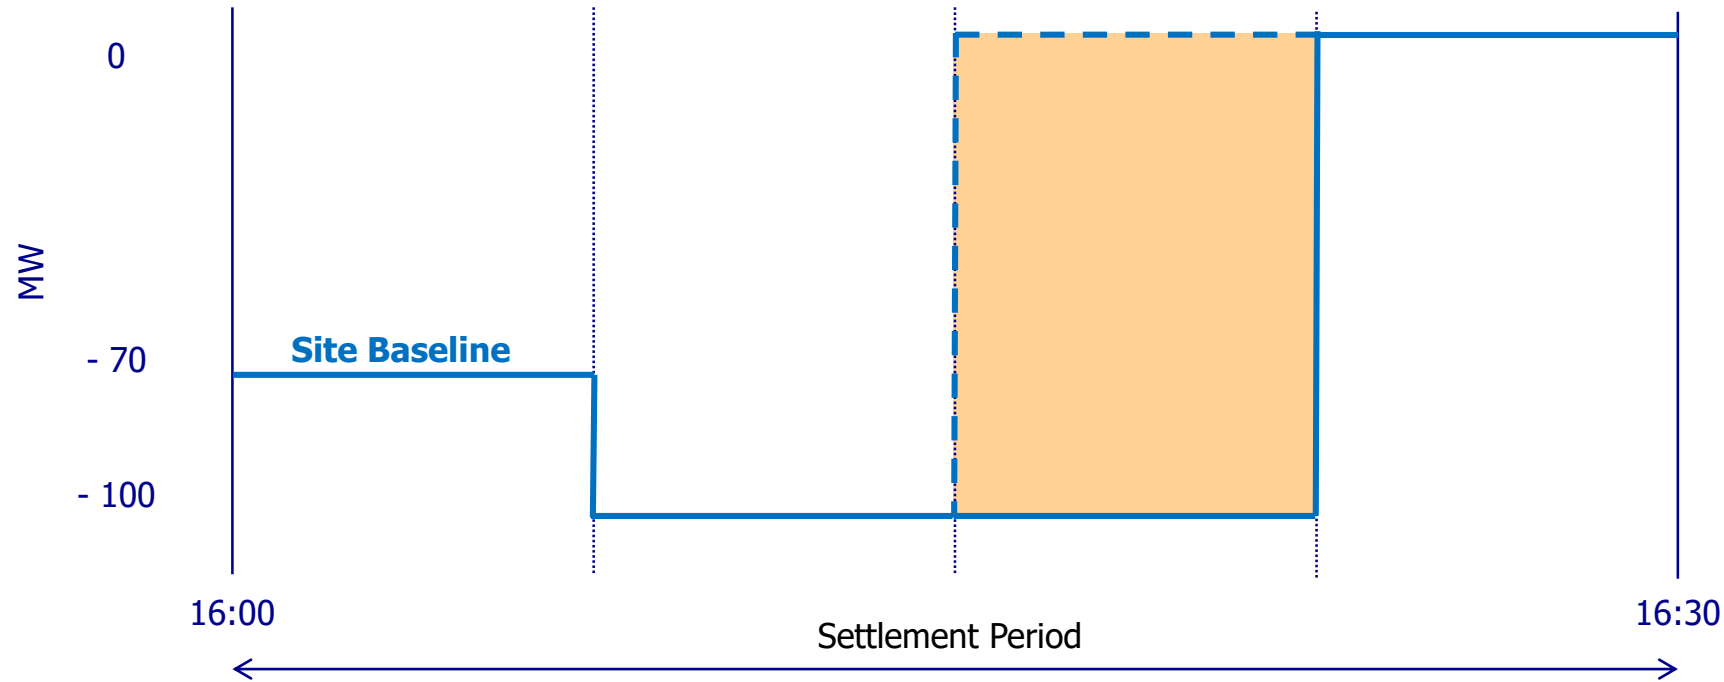 0
MW
Site Baseline
- 70
- 100
16:00
16:30
Settlement Period